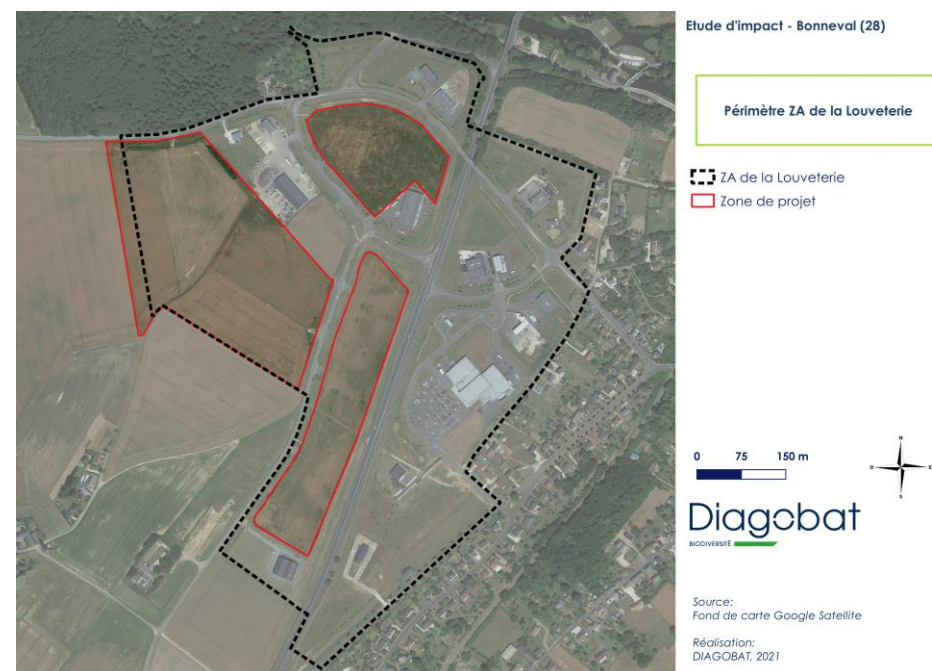 Etude d'impact - Bonneval (28)
Périmètre ZA de la Louveterie
ZA de la Louveterie
Zone de projet
0 75 150 m
N
O E
S
Diagobat
BIODIVERSITÉ
Source:
Fond de carte Google Satellite
Réalisation:
DIAGOBAT, 2021